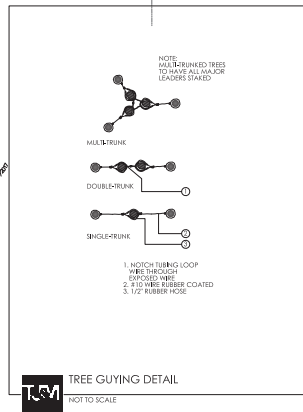 NOTE:
MULTI-TRUNKED TREES
TO HAVE ALL MAJOR
LEADERS STAKED
MULTI-TRUNK
DOUBLE-TRUNK
1
SINGLE-TRUNK
2
3
1. NOTCH TUBING LOOP
WIRE THROUGH
EXPOSED WIRE
2. #10 WIRE RUBBER COATED
3. 1/2" RUBBER HOSE
TREE GUYING DETAIL
NOT TO SCALE